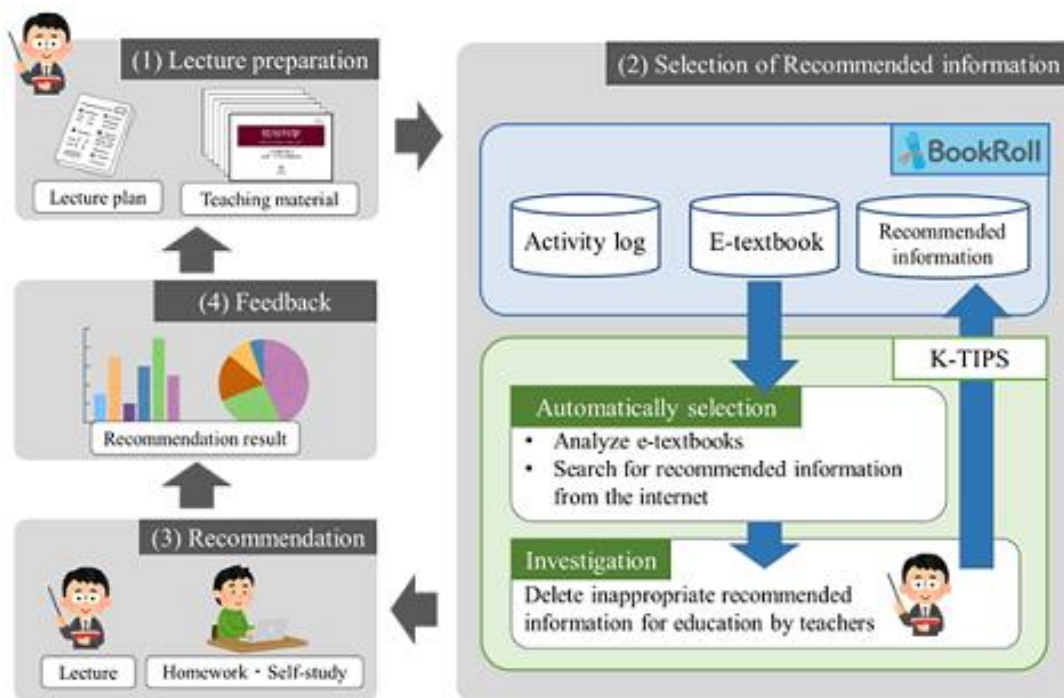 (1) Lecture preparation
Lecture plan
Teaching material
(2) Selection of Recommended information
BookRoll
Activity log
E-textbook
Recommended
information
K-TIPS
Automatically selection
• Analyze e-textbooks
• Search for recommended information
from the internet
Investigation
Delete inappropriate recommended
information for education by teachers
(3) Recommendation
Lecture
Homework・Self-study
(4) Feedback
Recommendation result